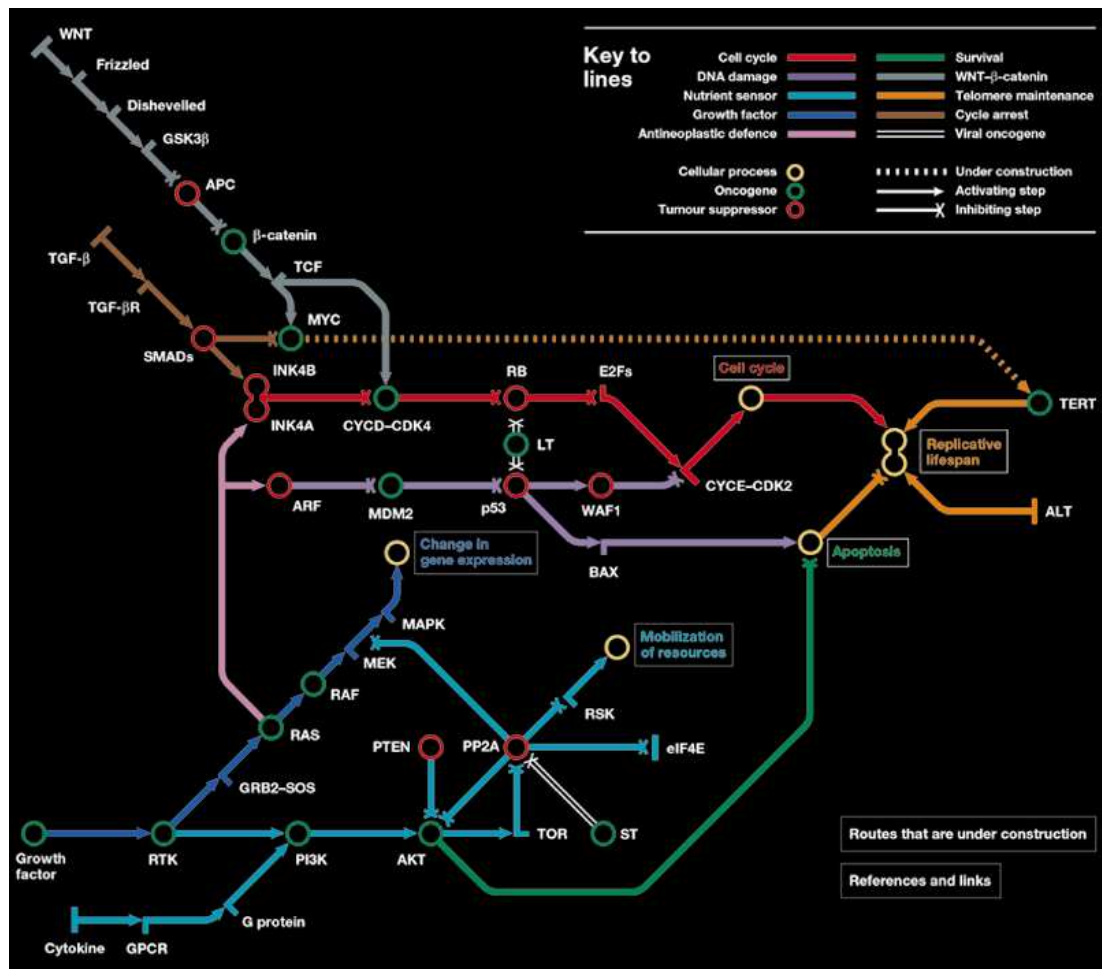 WNT
Frizzled
Dishevelled
GSK3β
APC
β-catenin
TCF
TGF-β
TGF-βR
SMADs
MYC
INK4B
INK4A
CYCD–CDK4
RB
E2Fs
Cell cycle
TERT
LT
Replicative
lifespan
ARF
MDM2
p53
WAF1
CYCE–CDK2
ALT
Change in
gene expression
BAX
Apoptosis
MAPK
MEK
Mobilization
of resources
RAF
RSK
RAS
PTEN
PP2A
eIF4E
GRB2–SOS
Growth
factor
RTK
PI3K
AKT
TOR
ST
G protein
Cytokine
GPCR
Key to
lines
Cell cycle
Survival
DNA damage
WNT–β-catenin
Nutrient sensor
Telomere maintenance
Growth factor
Cycle arrest
Antineoplastic defence
Viral oncogene
Cellular process
Under construction
Oncogene
Activating step
Tumour suppressor
Inhibiting step
Routes that are under construction
References and links